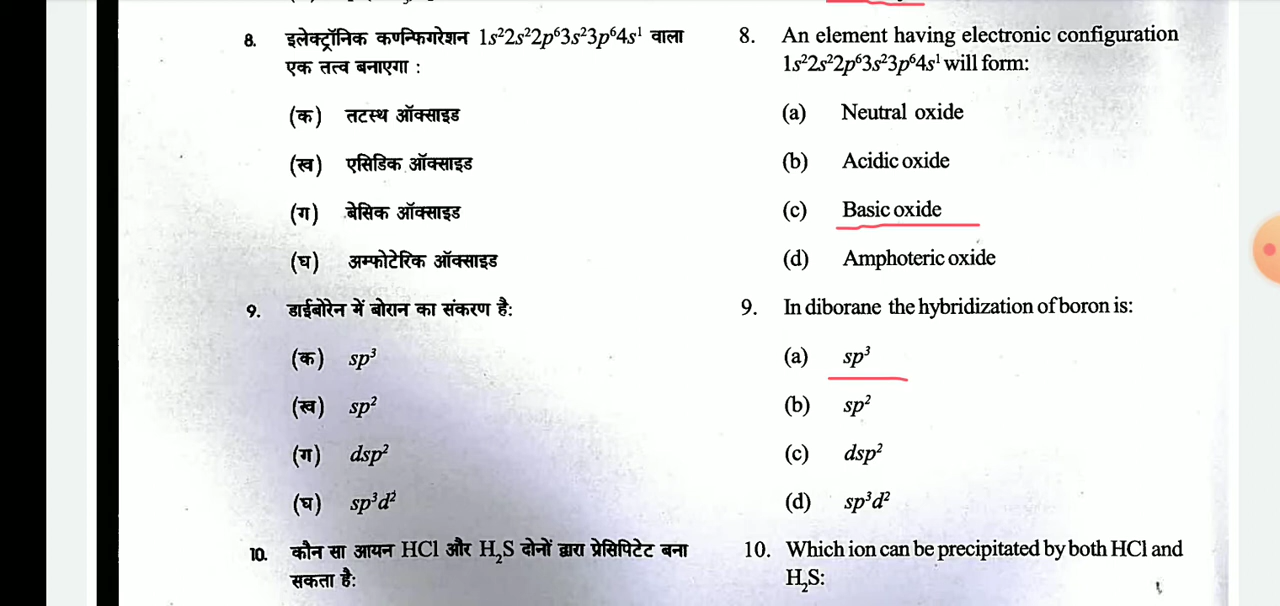 8. इलेक्ट्रॉनिक कणन्फिगरेशन 1s²2s²2p⁶3s²3p⁶4s¹ वाला
एक तत्व बनाएगा :
(क) तटस्थ ऑक्साइड
(ख) एसिडिक ऑक्साइड
(ग) बेसिक ऑक्साइड
(घ) अम्फोटेरिक ऑक्साइड
9. डाईबोरेन में बोरान का संकरण है:
(क) sp³
(ख) sp²
(ग) dsp²
(घ) sp³d²
10. कौन सा आयन HCl और H₂S दोनों द्वारा प्रेसिपिटेट बना
सकता है:
8. An element having electronic configuration
1s²2s²2p⁶3s²3p⁶4s¹ will form:
(a) Neutral oxide
(b) Acidic oxide
(c) Basic oxide
(d) Amphoteric oxide
9. In diborane the hybridization of boron is:
(a) sp³
(b) sp²
(c) dsp²
(d) sp³d²
10. Which ion can be precipitated by both HCl and
H₂S: